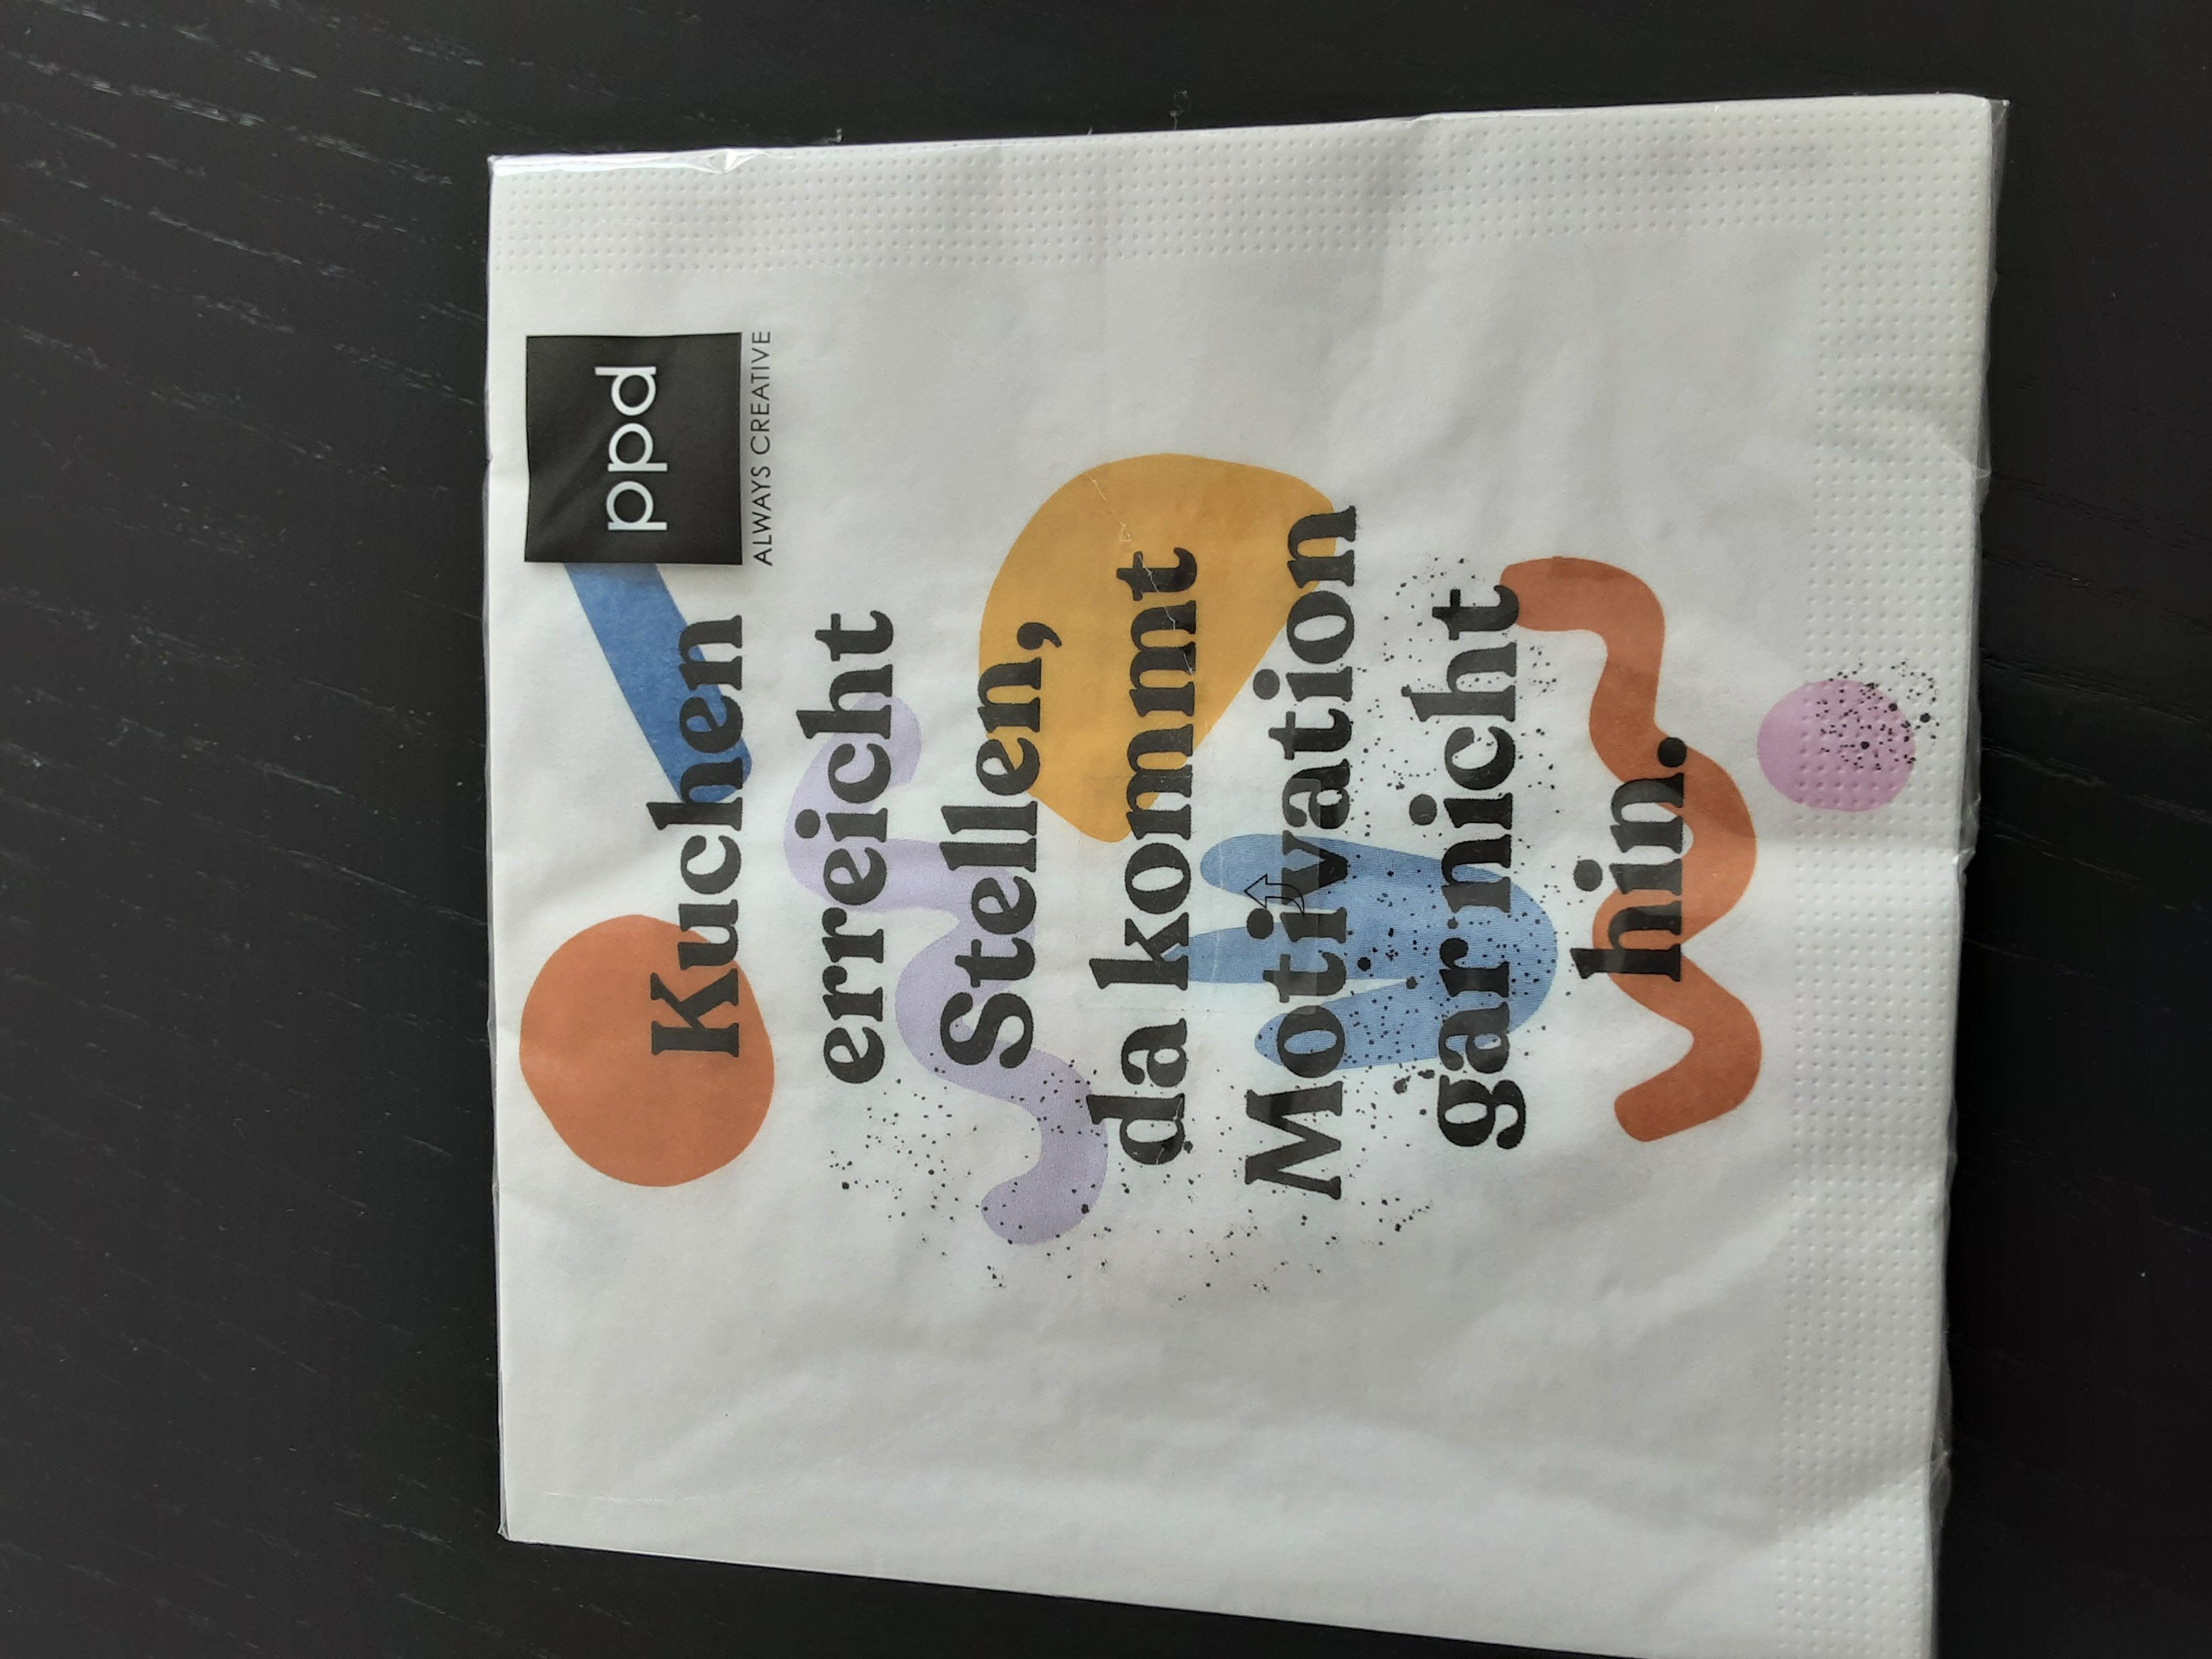 ppd
ALWAYS CREATIVE
Kuchen
erreicht
Stellen,
da kommt
Motivation
gar nicht
hin.